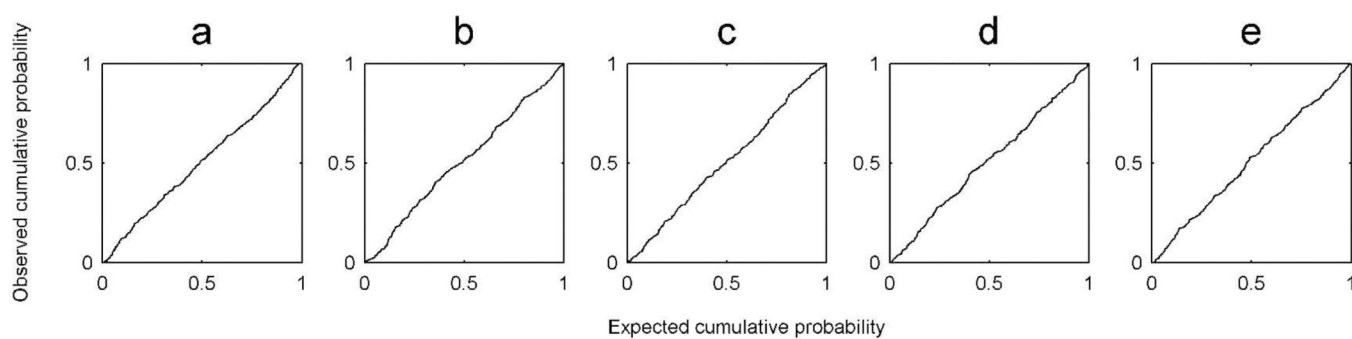 a b c d e
Observed cumulative probability
1 1 1 1 1
0.5 0.5 0.5 0.5 0.5
0 0 0 0 0
0 0.5 1 0 0.5 1 0 0.5 1 0 0.5 1 0 0.5 1
Expected cumulative probability